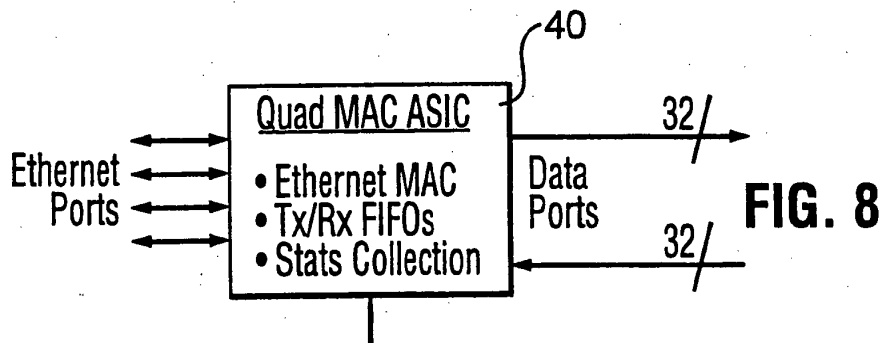 40
Quad MAC ASIC
• Ethernet MAC
• Tx/Rx FIFOs
• Stats Collection
Ethernet
Ports
32
Data
Ports
32
FIG. 8